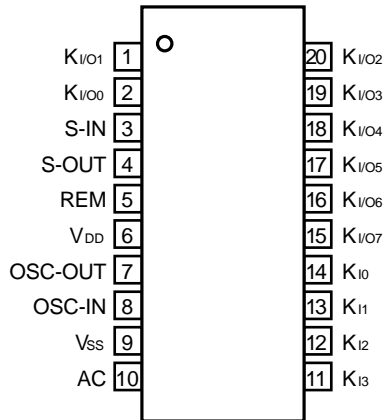 KI/O1 1 20 KI/O2
KI/O0 2 19 KI/O3
S-IN 3 18 KI/O4
S-OUT 4 17 KI/O5
REM 5 16 KI/O6
VDD 6 15 KI/O7
OSC-OUT 7 14 KI0
OSC-IN 8 13 KI1
VSS 9 12 KI2
AC 10 11 KI3